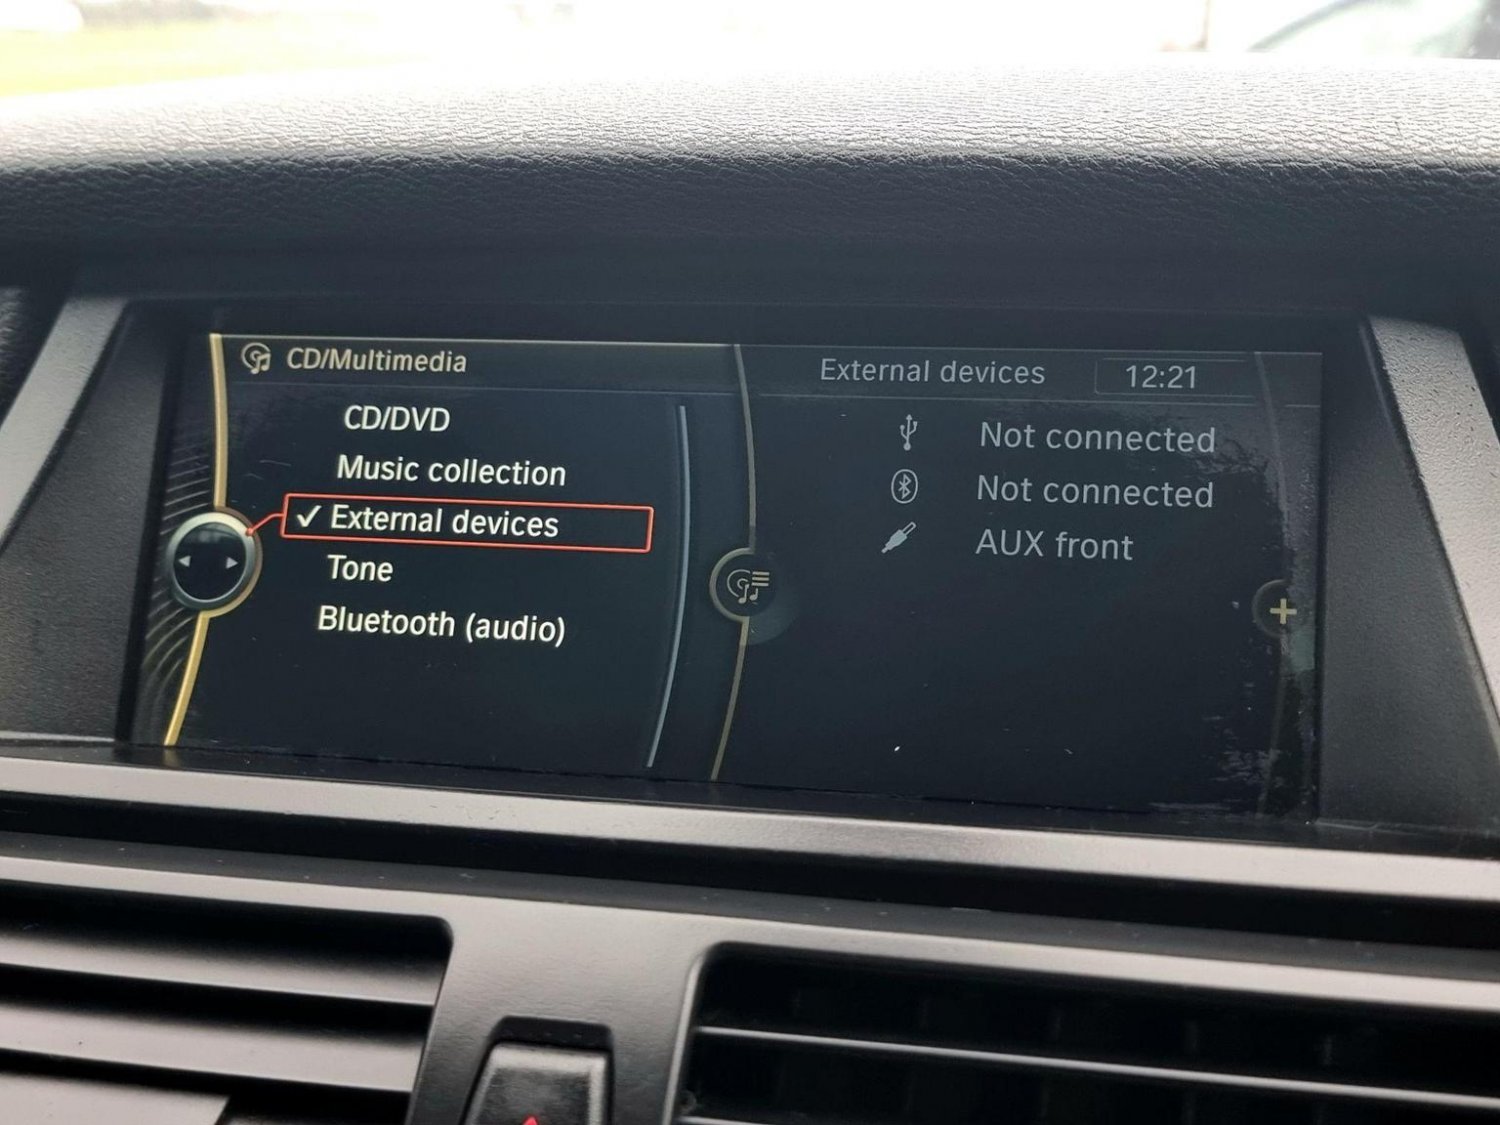 CD/Multimedia
CD/DVD
Music collection
External devices
Tone
Bluetooth (audio)
External devices
12:21
Not connected
Not connected
AUX front